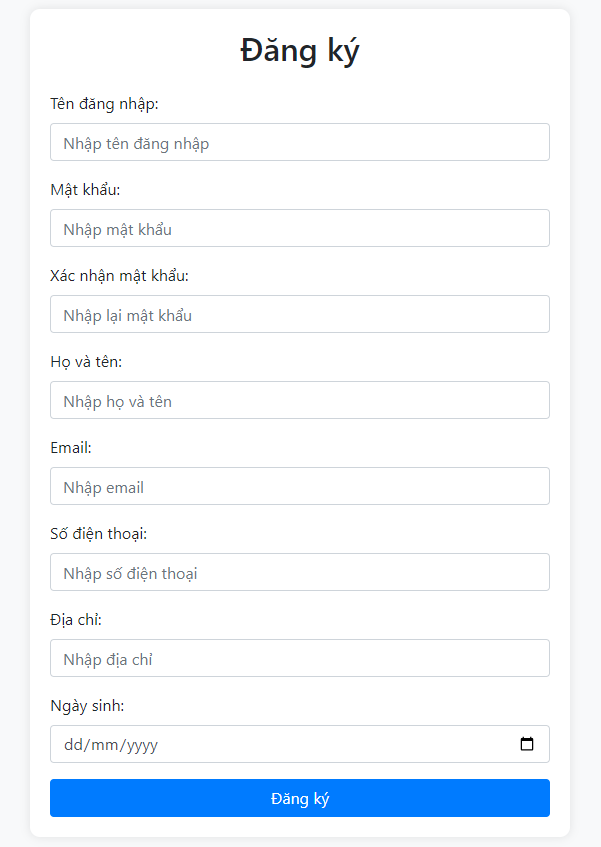 Đăng ký
Tên đăng nhập:
Nhập tên đăng nhập
Mật khẩu:
Nhập mật khẩu
Xác nhận mật khẩu:
Nhập lại mật khẩu
Họ và tên:
Nhập họ và tên
Email:
Nhập email
Số điện thoại:
Nhập số điện thoại
Địa chỉ:
Nhập địa chỉ
Ngày sinh:
dd/mm/yyyy
Đăng ký